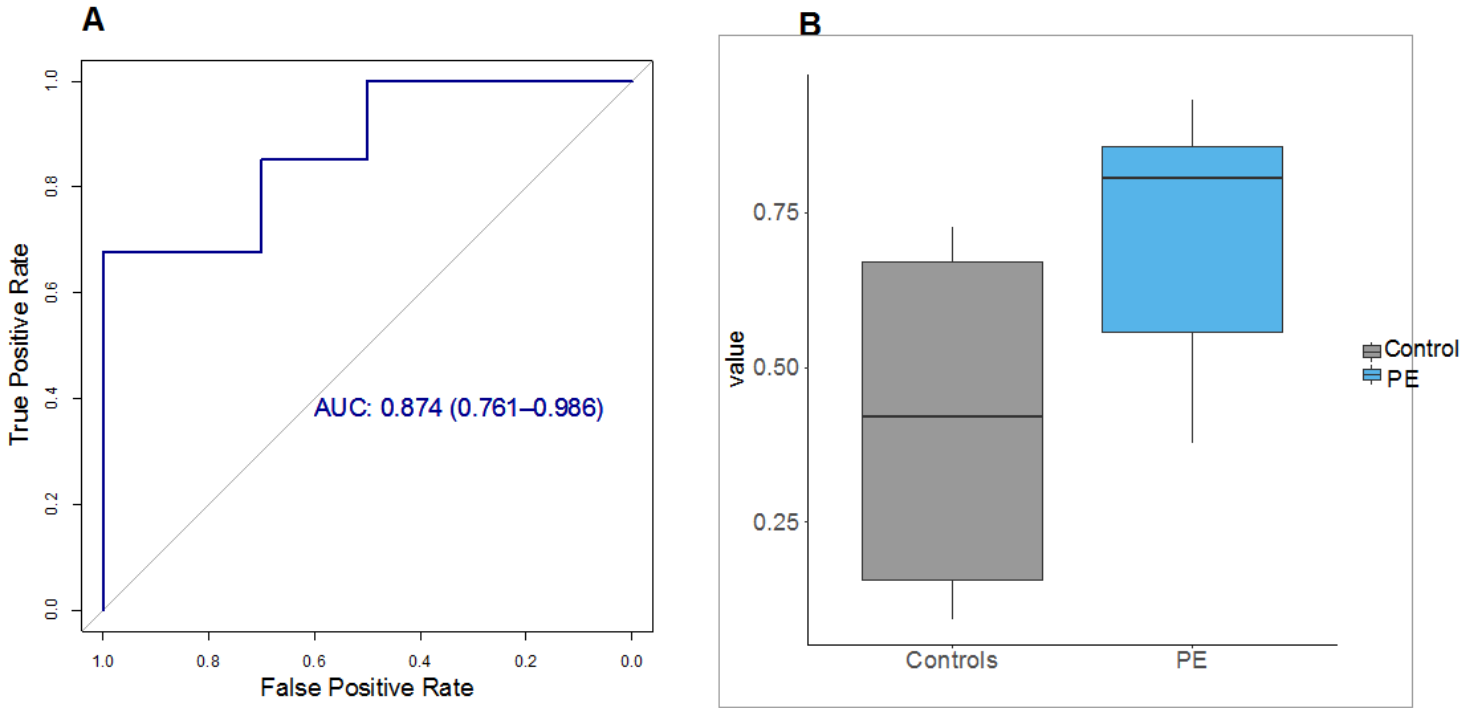 A
1.0
0.8
0.6
0.4
0.2
0.0
True Positive Rate
AUC: 0.874 (0.761–0.986)
1.0 0.8 0.6 0.4 0.2 0.0
False Positive Rate
B
0.75
0.50
0.25
value
Controls PE
Control
PE